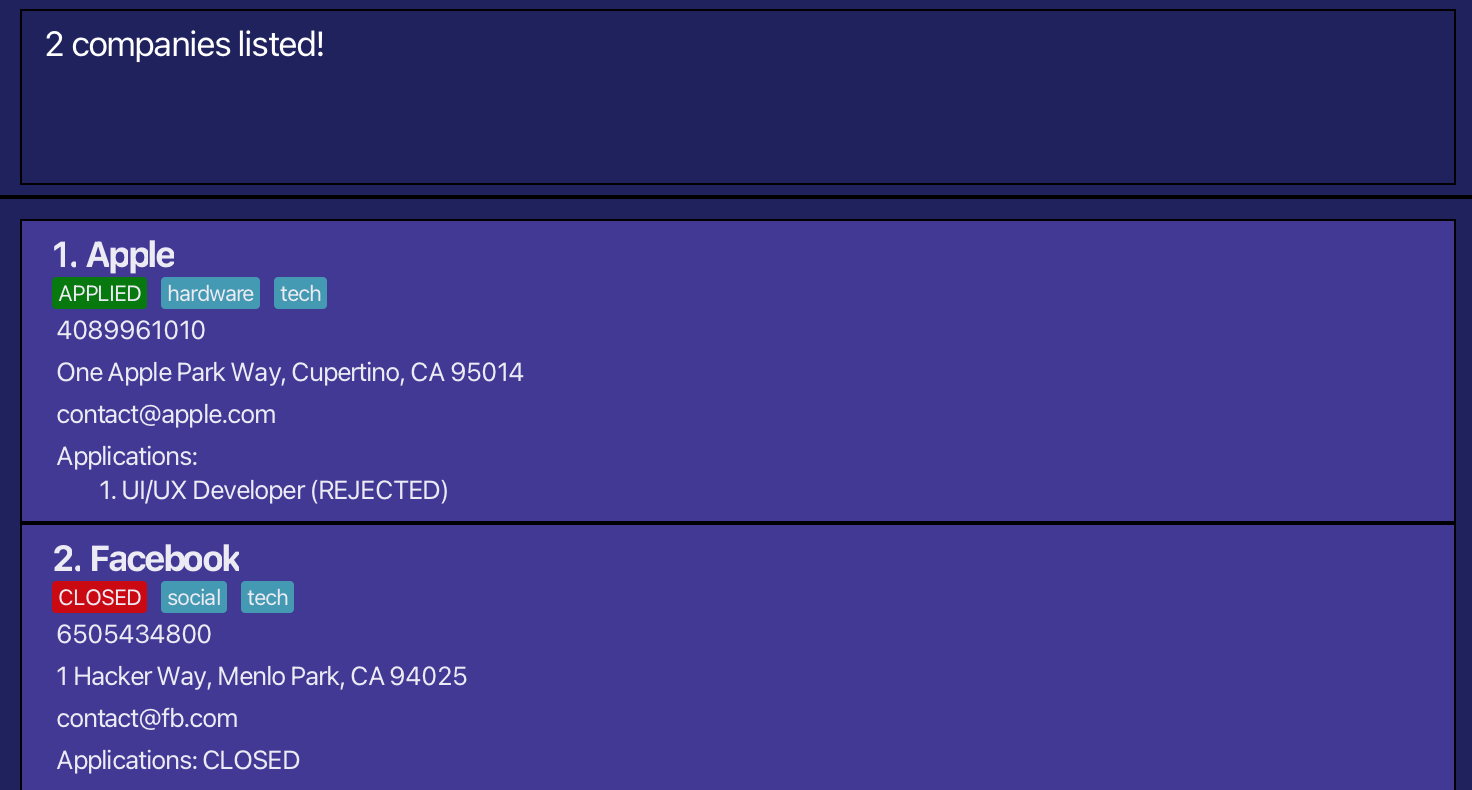 2 companies listed!
1. Apple
APPLIED hardware tech
4089961010
One Apple Park Way, Cupertino, CA 95014
contact@apple.com
Applications:
1. UI/UX Developer (REJECTED)
2. Facebook
CLOSED social tech
6505434800
1 Hacker Way, Menlo Park, CA 94025
contact@fb.com
Applications: CLOSED